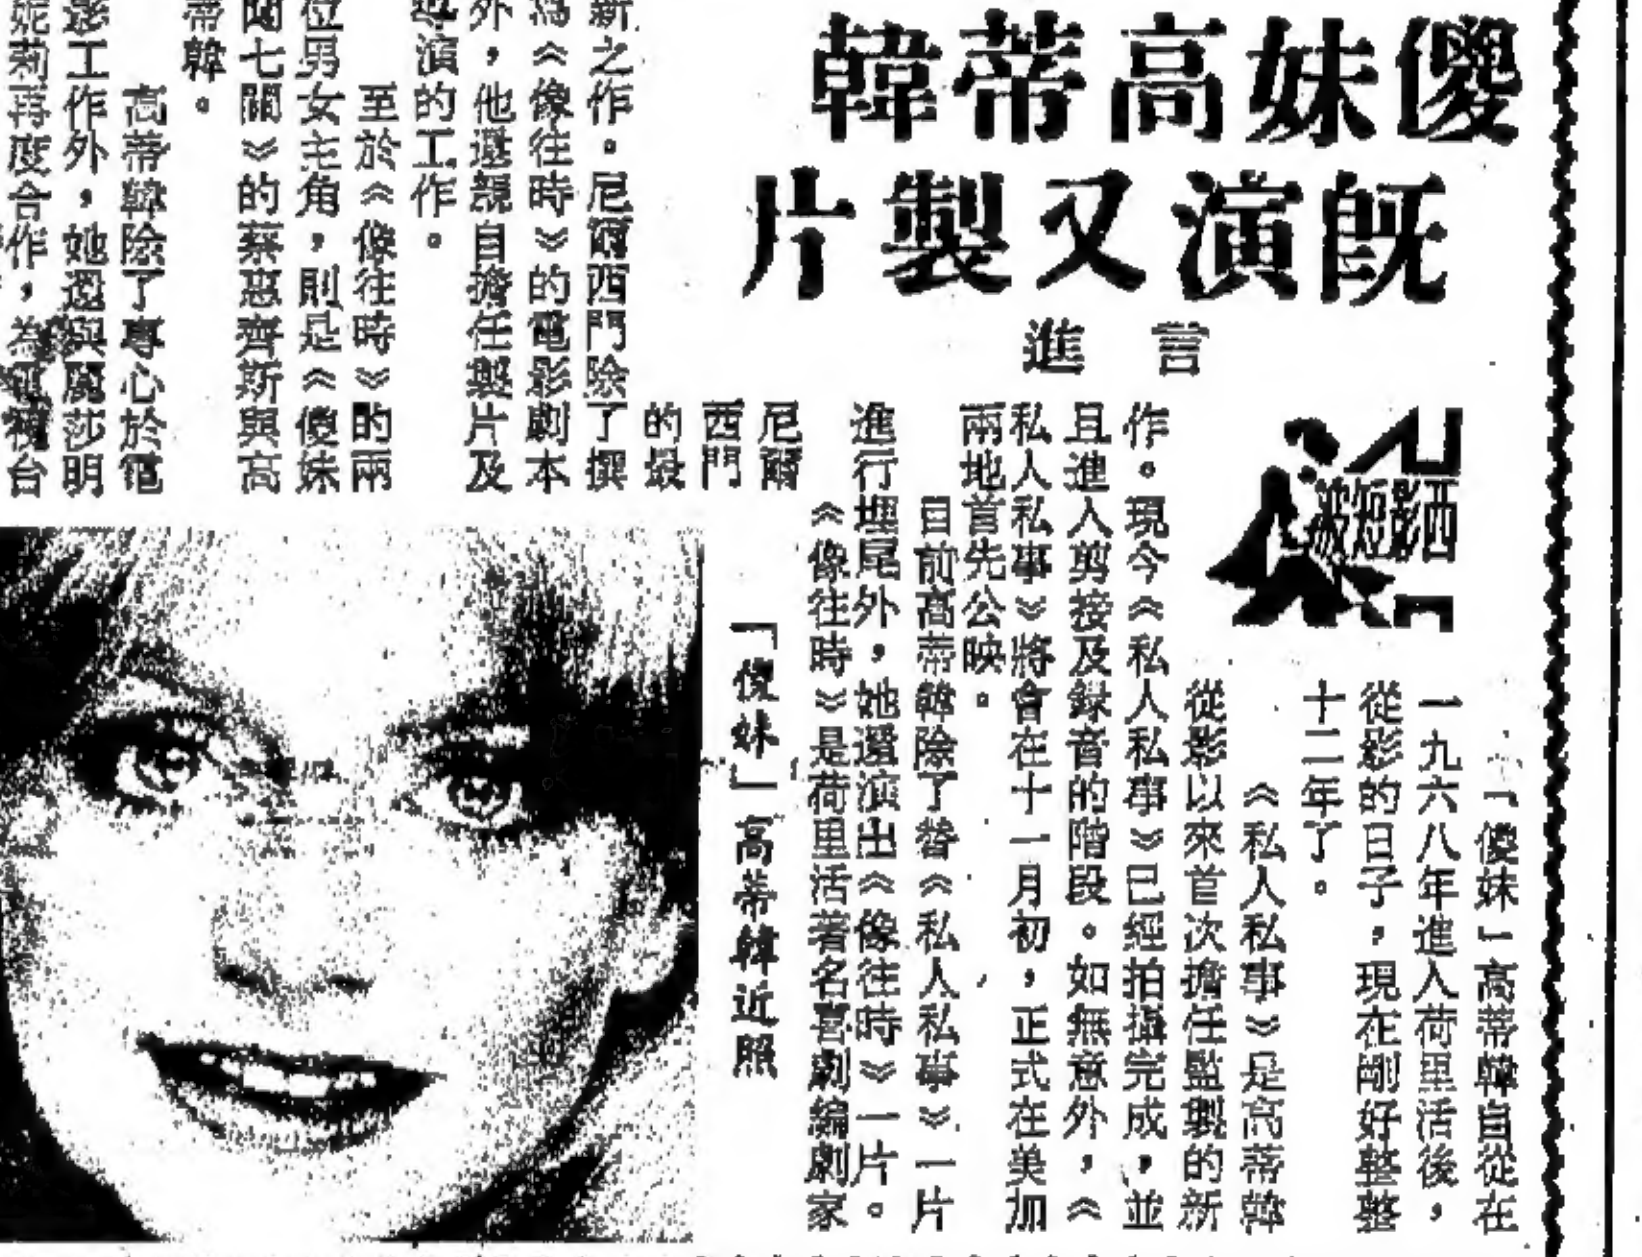 傻妹高蒂韓
既演又製片
言進
西影短波
「傻妹」高蒂韓自從在
一九六八年進入荷里活後，
從影的日子，現在剛好整整
十二年了。
《私人私事》是高蒂韓
從影以來首次擔任監製的新
作。現今《私人私事》已經拍攝完成，並
且進入剪接及録音的階段。如無意外，《
私人私事》將會在十一月初，正式在美加
兩地首先公映。
目前高蒂韓除了替《私人私事》一片
進行埋尾外，她還演出《像往時》一片。
《像往時》是荷里活著名喜劇編劇家
尼爾
西門
的最
新之作。尼爾西門除了撰
寫《像往時》的電影劇本
外，他還親自擔任製片及
導演的工作。
至於《像往時》的兩
位男女主角，則是《傻妹
闖七關》的蔡惠齊斯與高
蒂韓。
高蒂韓除了專心於電
影工作外，她還與麗莎明
妮莉再度合作，為電視台
「傻妹」高蒂韓近照